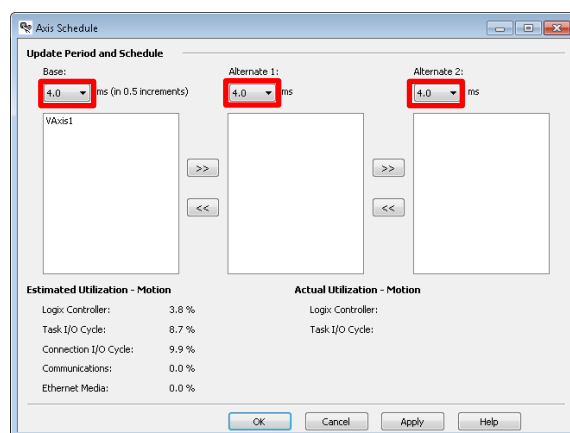 Axis Schedule
Update Period and Schedule
Base: Alternate 1: Alternate 2:
4.0 ms (in 0.5 increments) 4.0 ms 4.0 ms
VAxis1
>> >>
<< <<
Estimated Utilization - Motion Actual Utilization - Motion
Logix Controller: 3.8 % Logix Controller:
Task I/O Cycle: 8.7 % Task I/O Cycle:
Connection I/O Cycle: 9.9 %
Communications: 0.0 %
Ethernet Media: 0.0 %
OK Cancel Apply Help